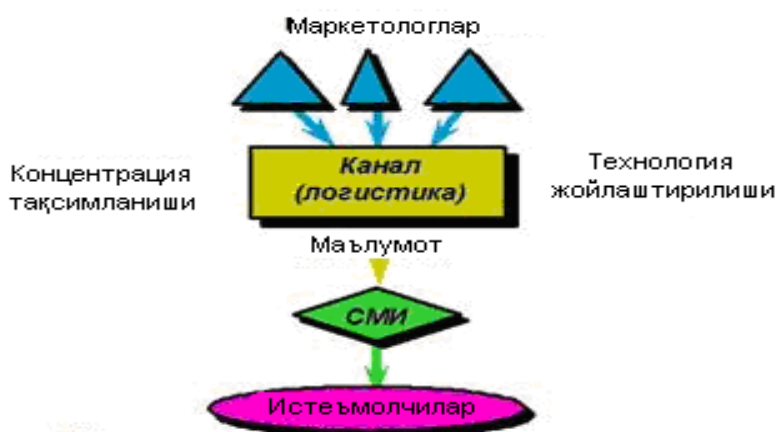 Маркетологлар
Концентрация
тақсимланиши
Канал
(логистика)
Технология
жойлаштирилиши
Маълумот
СМИ
Истеъмолчилар